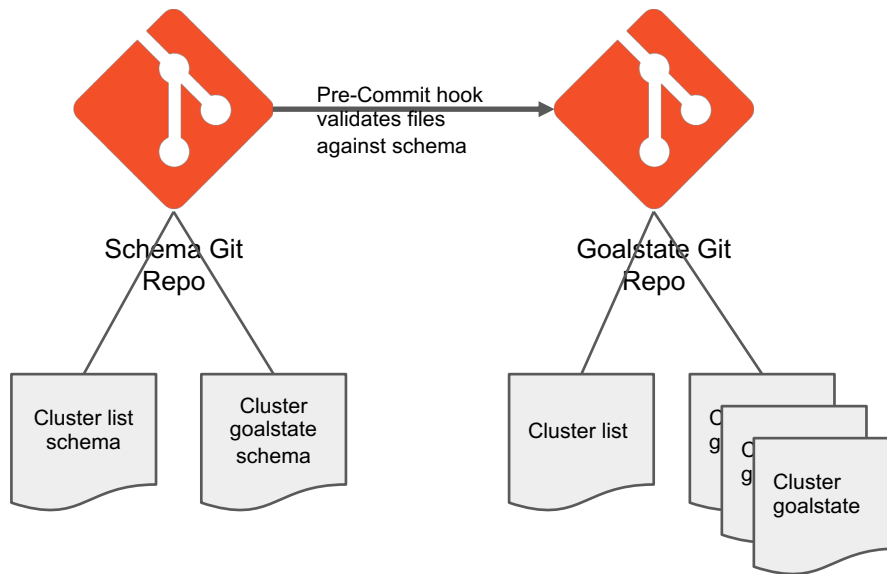 Pre-Commit hook
validates files
against schema
Schema Git
Repo
Goalstate Git
Repo
Cluster list
schema
Cluster
goalstate
schema
Cluster list
Cluster
goalstate